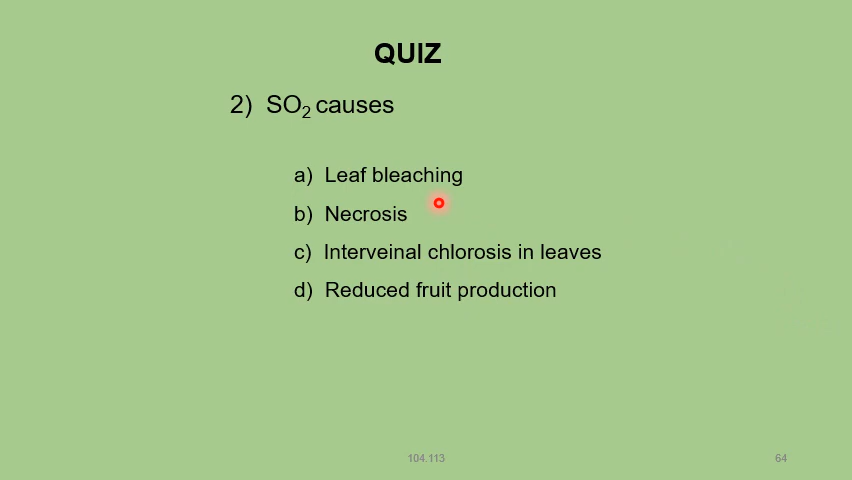 QUIZ
2) SO₂ causes
a) Leaf bleaching
b) Necrosis
c) Interveinal chlorosis in leaves
d) Reduced fruit production
104.113
64